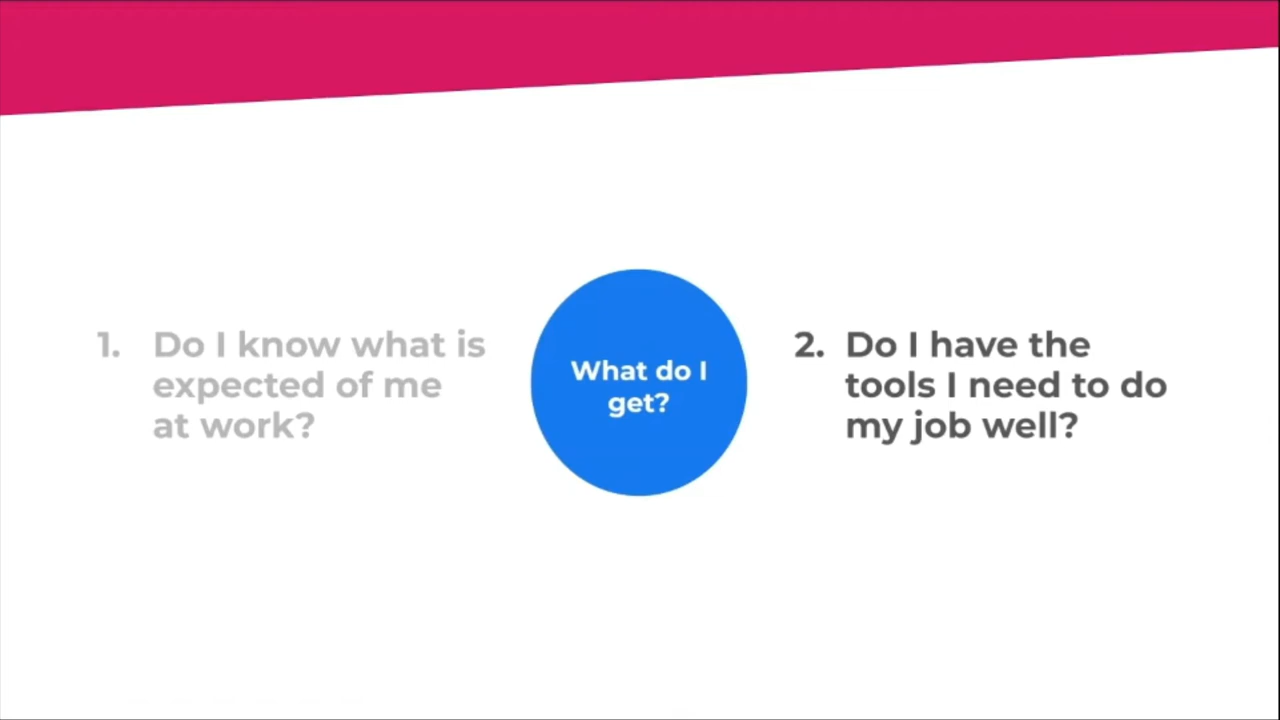 1. Do I know what is
expected of me
at work?
What do I
get?
2. Do I have the
tools I need to do
my job well?